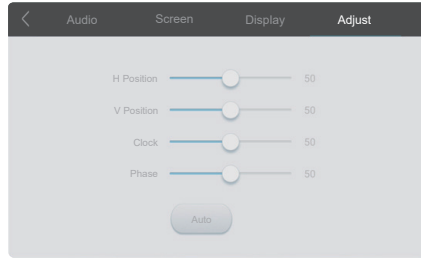 Audio Screen Display Adjust
H Position 50
V Position 50
Clock 50
Phase 50
Auto